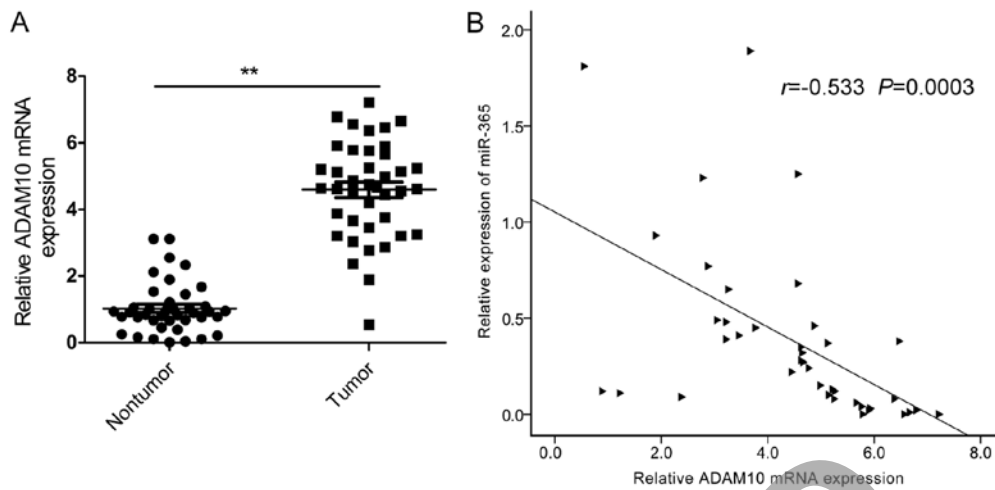 A
**
Relative ADAM10 mRNA
expression
8
6
4
2
0
Nontumor
Tumor
B
r=-0.533 P=0.0003
Relative expression of miR-365
2.0
1.5
1.0
0.5
0.0
0.0 2.0 4.0 6.0 8.0
Relative ADAM10 mRNA expression